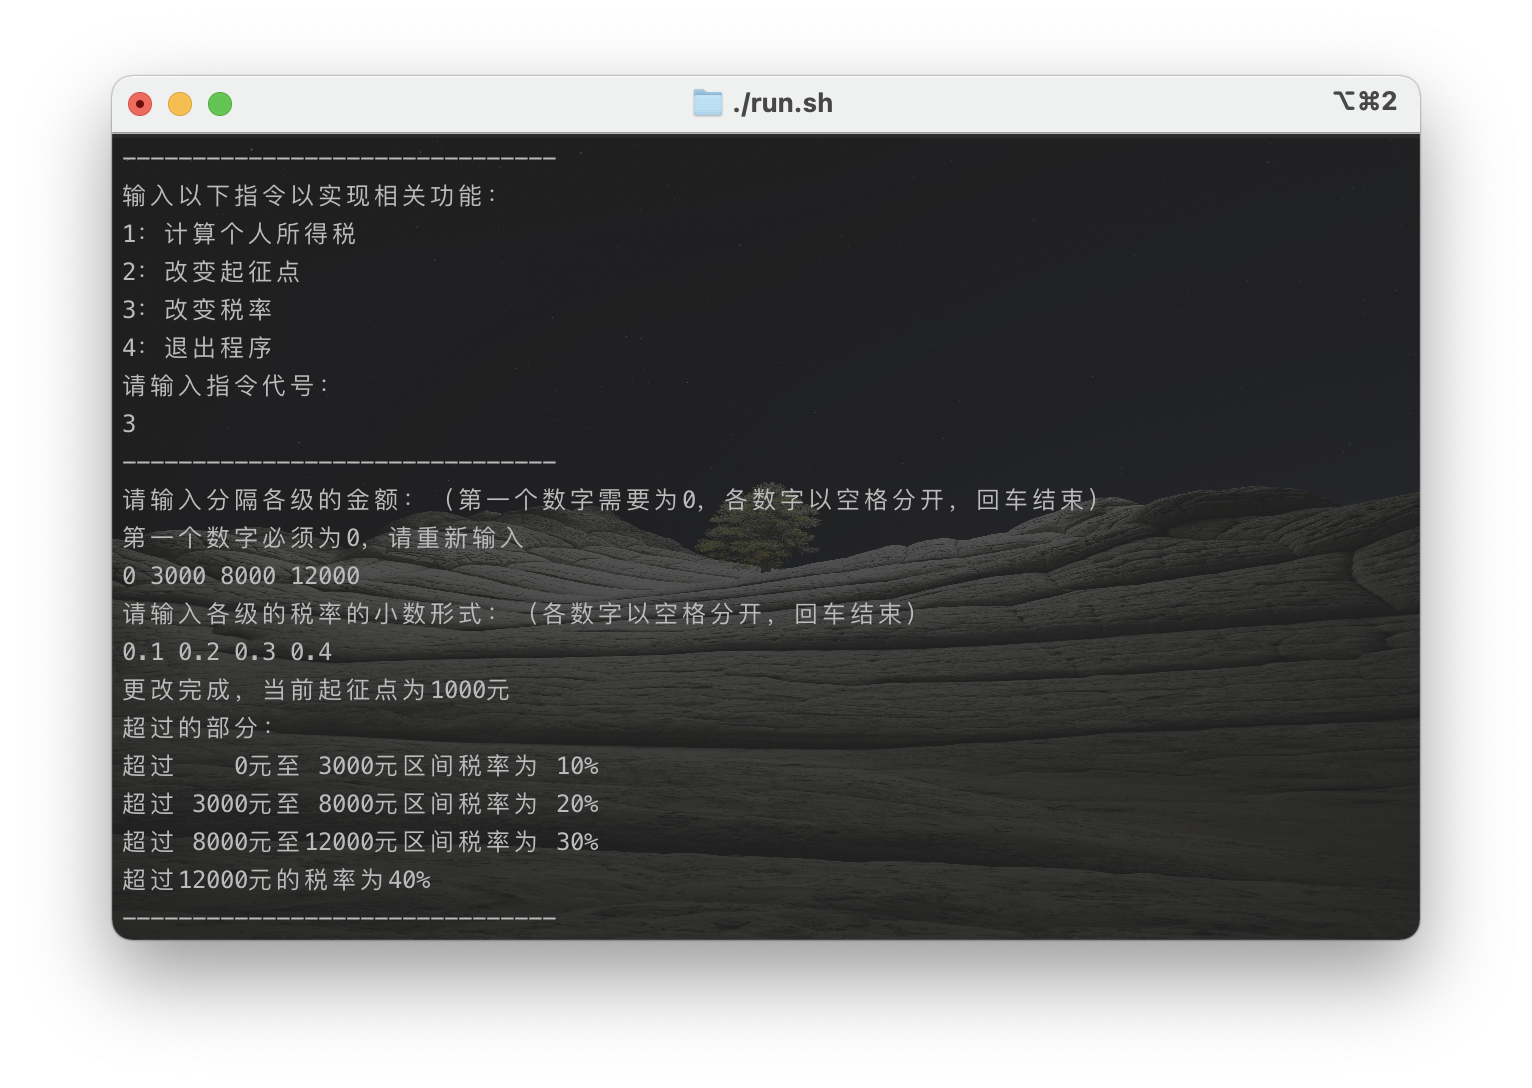 ./run.sh
⌥⌘2
-------------------------------
输入以下指令以实现相关功能：
1：计算个人所得税
2：改变起征点
3：改变税率
4：退出程序
请输入指令代号：
3
-------------------------------
请输入分隔各级的金额：（第一个数字需要为0，各数字以空格分开，回车结束）
第一个数字必须为0，请重新输入
0 3000 8000 12000
请输入各级的税率的小数形式：（各数字以空格分开，回车结束）
0.1 0.2 0.3 0.4
更改完成，当前起征点为1000元
超过的部分：
超过    0元至 3000元区间税率为 10%
超过 3000元至 8000元区间税率为 20%
超过 8000元至12000元区间税率为 30%
超过12000元的税率为40%
-------------------------------